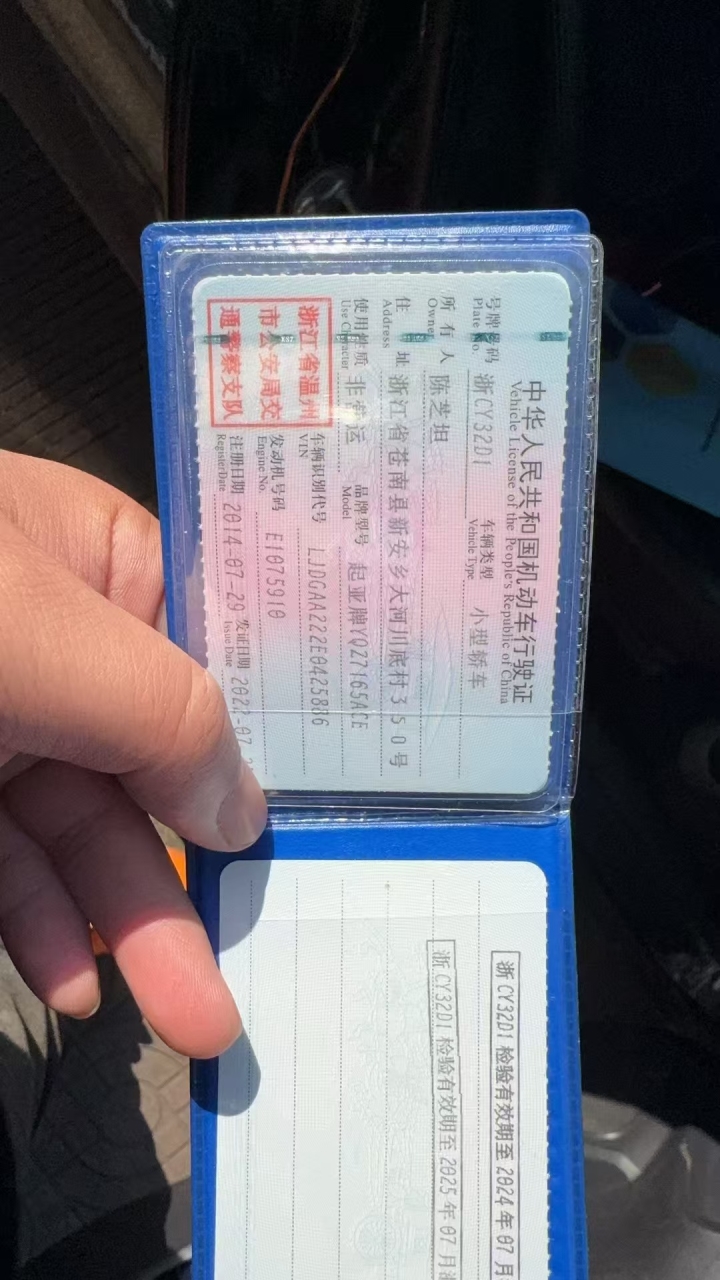 中华人民共和国机动车行驶证
Vehicle License of the People's Republic of China
号牌号码 浙CY32D1 车辆类型 小型轿车
Plate No. Vehicle Type
所有人 陈芝坦
Owner
住址 浙江省苍南县新安乡大河川底村350号
Address
使用性质 非营运 品牌型号 起亚牌YQZ7165ACE
Use Character Model
浙江省温州
市公安局交
通警察支队
车辆识别代号 LJDGAA222E0425886
VIN
发动机号码 E1075910
Engine No.
注册日期 2014-07-29 发证日期 2022-07-
Register Date Issue Date
浙CY32D1 检验有效期至 2024年07月
浙CY32D1 检验有效期至 2025年07月